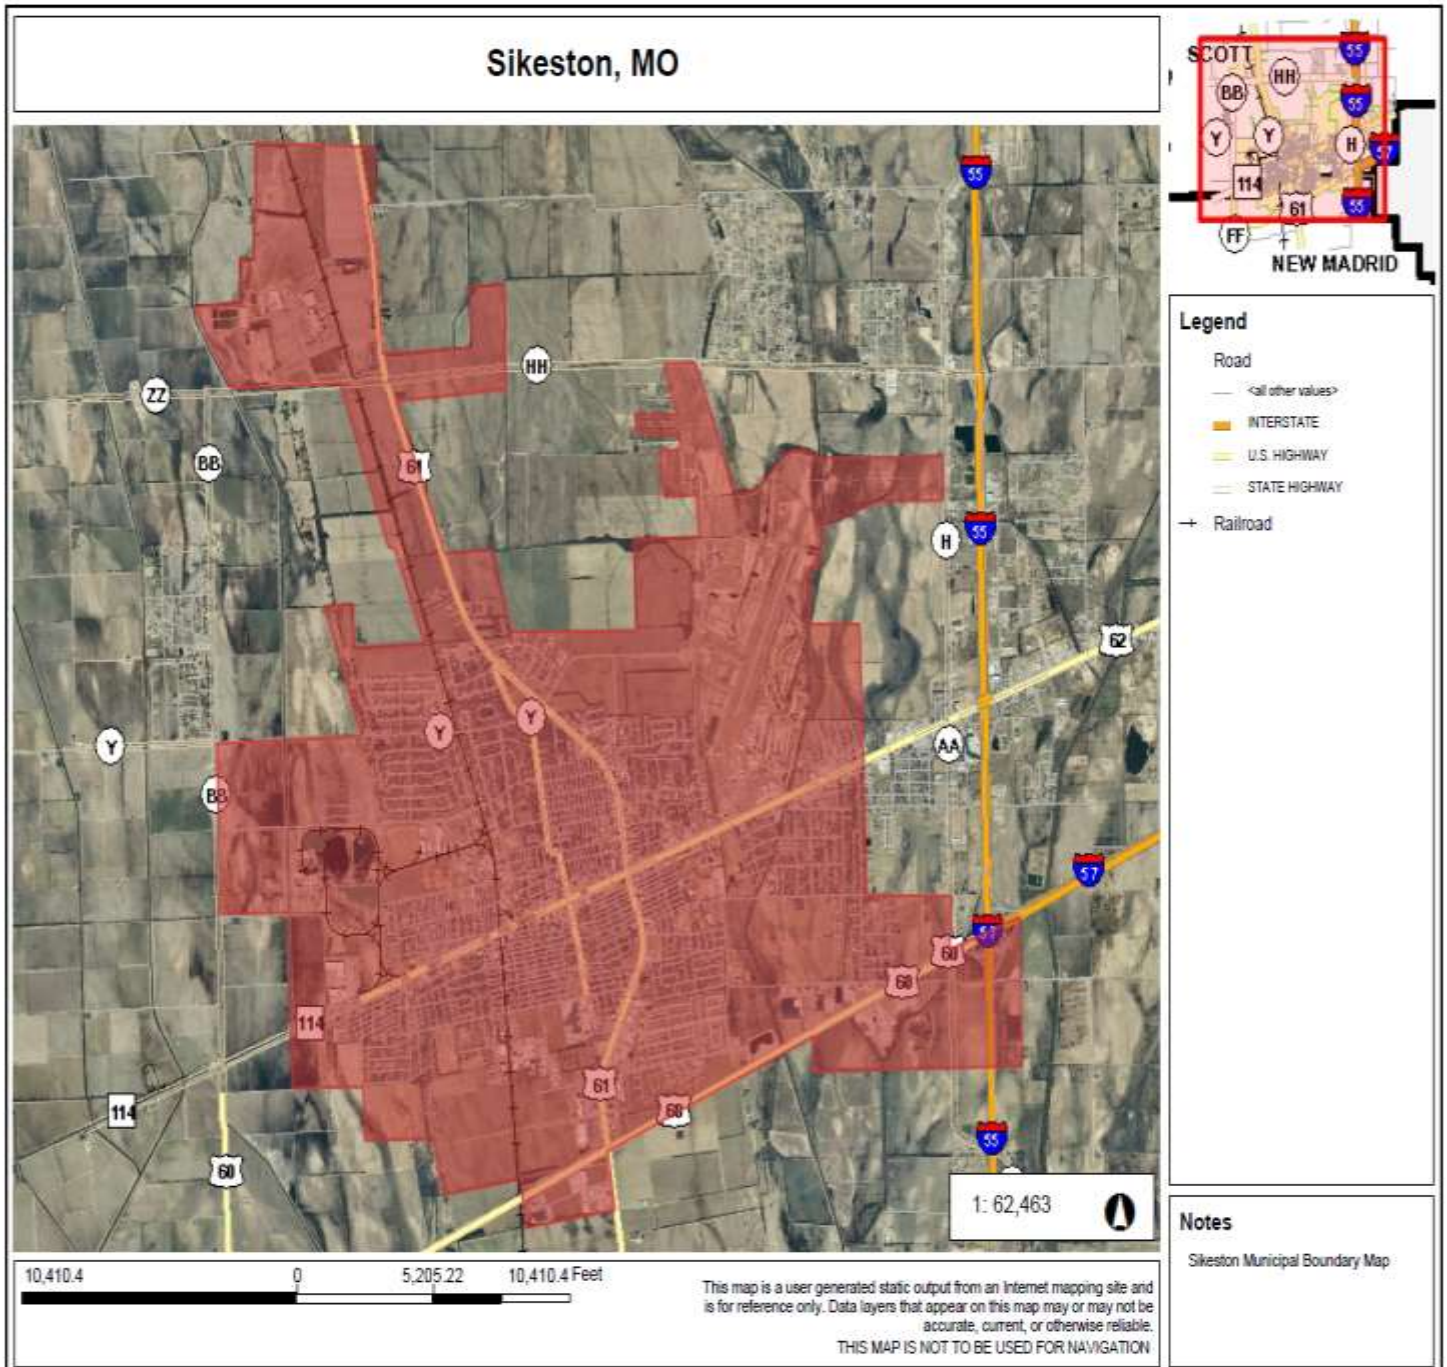 Sikeston, MO
SCOTT
55
HH
BB
55
Y
Y
H
57
114
61
55
FF
NEW MADRID
55
HH
ZZ
61
BB
55
H
62
Y
Y
Y
AA
BB
57
60
60
114
61
60
114
55
60
1: 62,463
Legend
Road
<all other values>
INTERSTATE
U.S. HIGHWAY
STATE HIGHWAY
Railroad
Notes
Sikeston Municipal Boundary Map
10,410.4
0
5,205.22
10,410.4 Feet
This map is a user generated static output from an Internet mapping site and
is for reference only. Data layers that appear on this map may or may not be
accurate, current, or otherwise reliable.
THIS MAP IS NOT TO BE USED FOR NAVIGATION